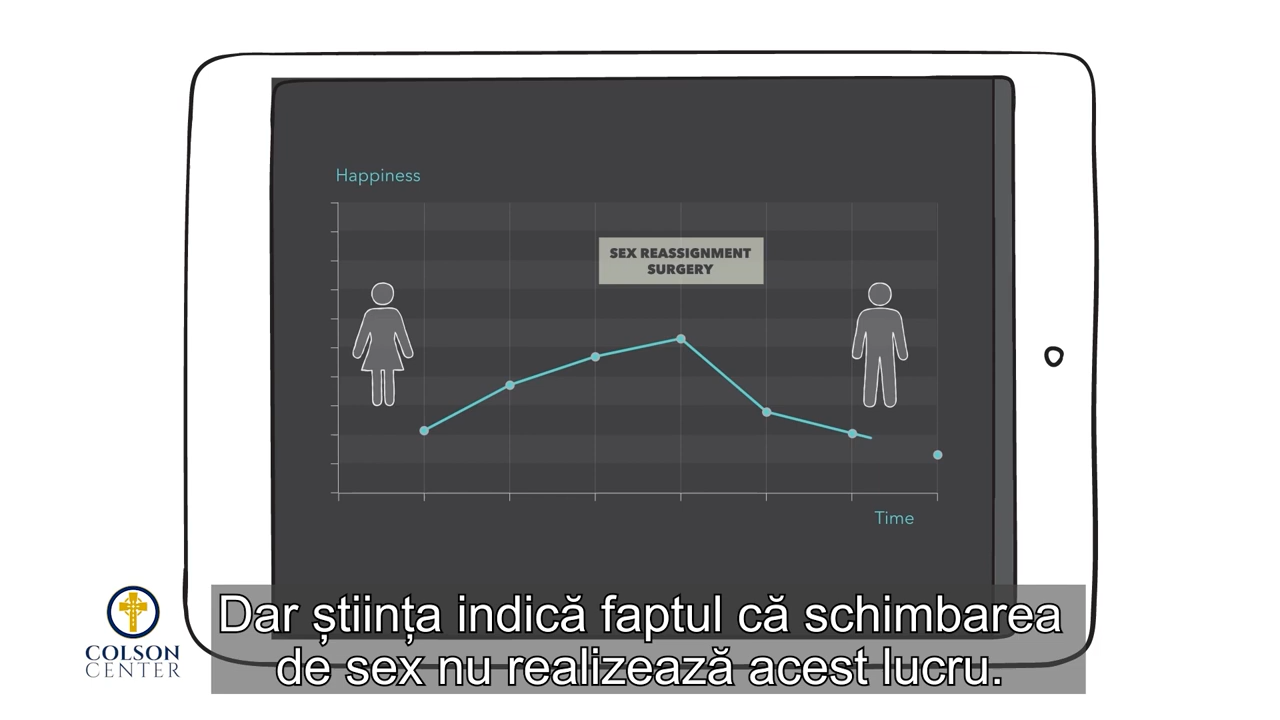 Happiness
SEX REASSIGNMENT
SURGERY
Time
COLSON
CENTER
Dar știința indică faptul că schimbarea
de sex nu realizează acest lucru.